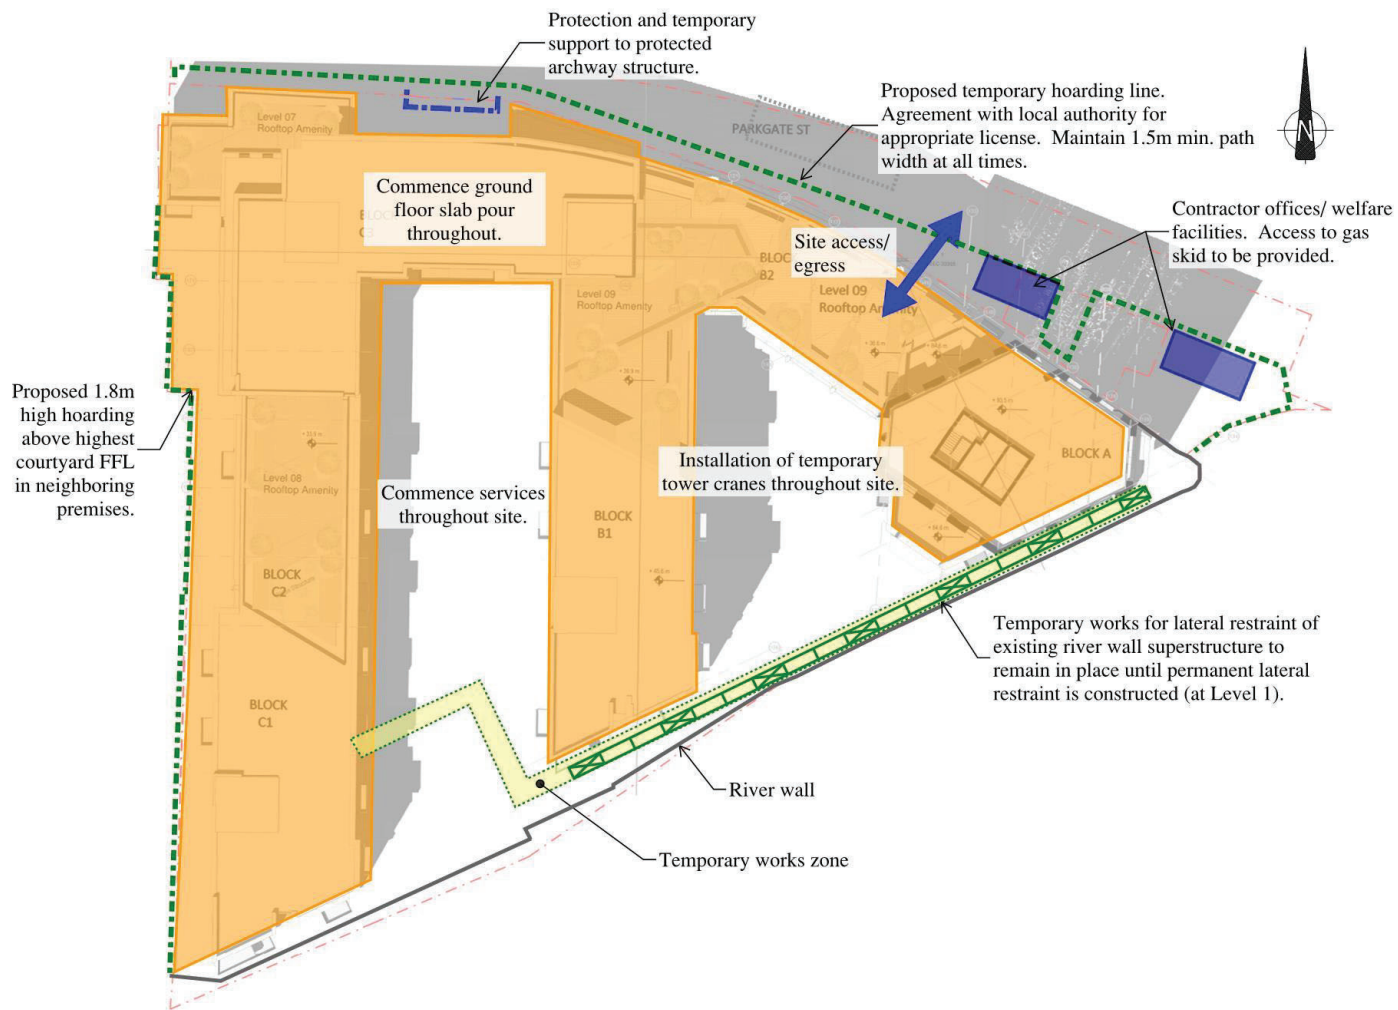 Protection and temporary
support to protected
archway structure.
Proposed temporary hoarding line.
Agreement with local authority for
appropriate license. Maintain 1.5m min. path
width at all times.
N
Level 07
Rooftop Amenity
PARKGATE ST
Commence ground
floor slab pour
throughout.
BLOCK
C3
Contractor offices/ welfare
facilities. Access to gas
skid to be provided.
Site access/
egress
BLOCK
B2
Level 09
Rooftop Amenity
Level 09
Rooftop Amenity
Proposed 1.8m
high hoarding
above highest
courtyard FFL
in neighboring
premises.
Level 08
Rooftop Amenity
Commence services
throughout site.
Installation of temporary
tower cranes throughout site.
BLOCK A
BLOCK
B1
BLOCK
C2
Temporary works for lateral restraint of
existing river wall superstructure to
remain in place until permanent lateral
restraint is constructed (at Level 1).
BLOCK
C1
River wall
Temporary works zone